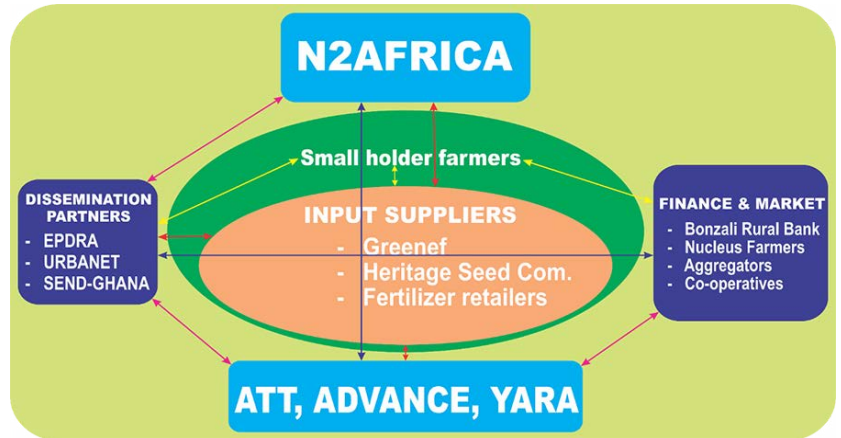 N2AFRICA
Small holder farmers
DISSEMINATION
PARTNERS
- EPDRA
- URBANET
- SEND-GHANA
INPUT SUPPLIERS
- Greenef
- Heritage Seed Com.
- Fertilizer retailers
FINANCE & MARKET
- Bonzali Rural Bank
- Nucleus Farmers
- Aggregators
- Co-operatives
ATT, ADVANCE, YARA